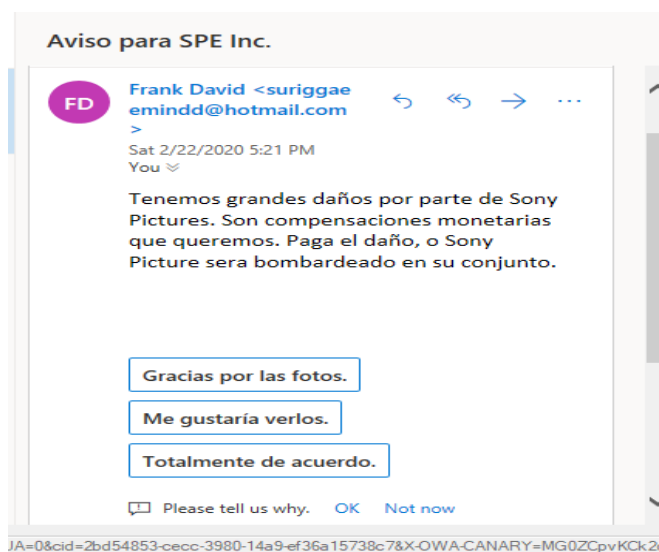 Aviso para SPE Inc.
FD
Frank David <suriggae
emindd@hotmail.com
>
Sat 2/22/2020 5:21 PM
You
Tenemos grandes daños por parte de Sony
Pictures. Son compensaciones monetarias
que queremos. Paga el daño, o Sony
Picture sera bombardeado en su conjunto.
Gracias por las fotos.
Me gustaría verlos.
Totalmente de acuerdo.
Please tell us why. OK Not now
JA=0&cid=2bd54853-cecc-3980-14a9-ef36a15738c7&X-OWA-CANARY=MG0ZCpvKCk2